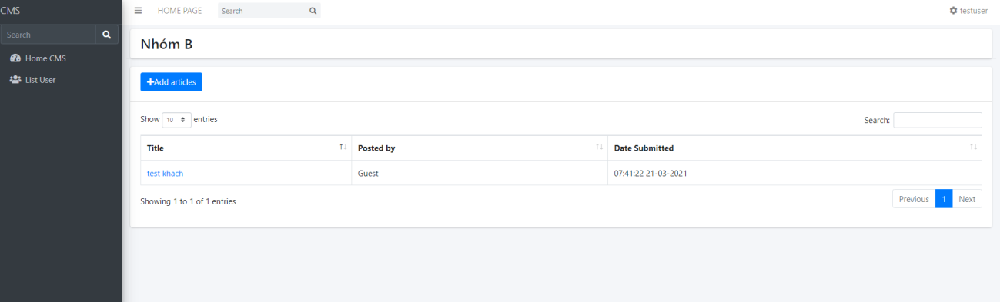 CMS
HOME PAGE
Search
testuser
Search
Home CMS
List User
Nhóm B
Add articles
Show 10 entries
Search:
Title Posted by Date Submitted
test khach Guest 07:41:22 21-03-2021
Showing 1 to 1 of 1 entries
Previous 1 Next